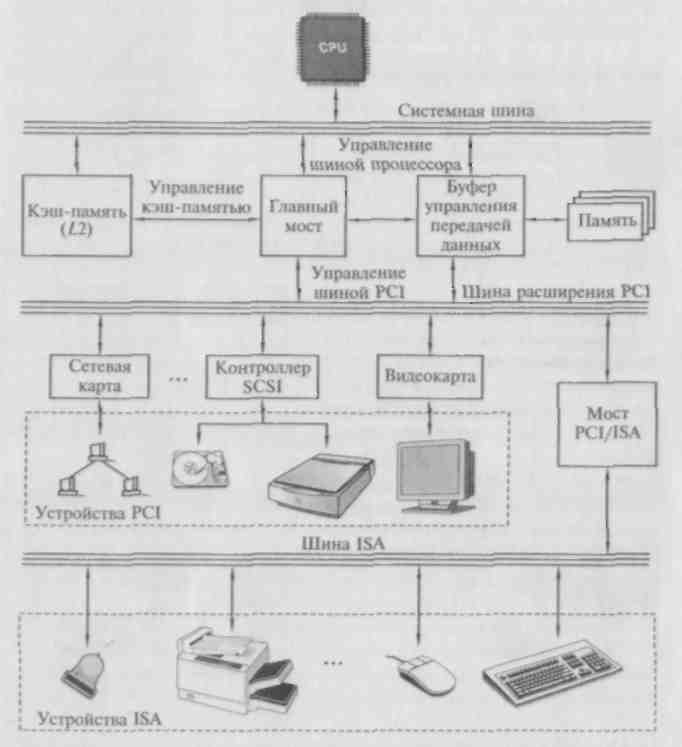 CPU
Системная шина
Управление
шиной процессора
Кэш-память
(L2)
Управление
кэш-памятью
Главный
мост
Буфер
управления
передачей
данных
Память
Управление
шиной PCI
Шина расширения PCI
Сетевая
карта
...
Контроллер
SCSI
Видеокарта
Мост
PCI/ISA
Устройства PCI
Шина ISA
...
Устройства ISA